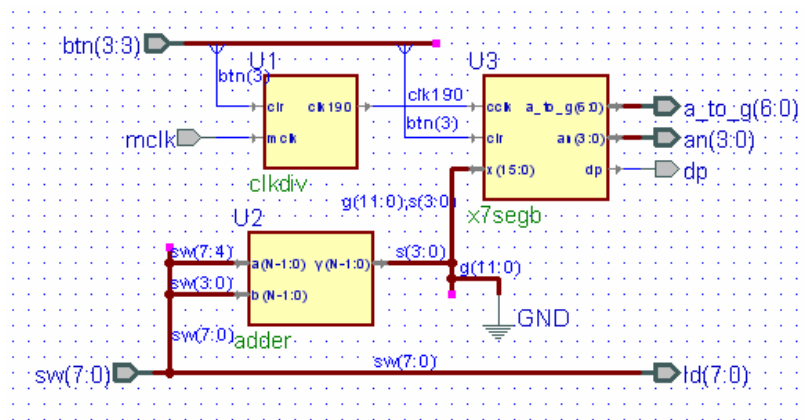 btn(3:3)
U1
U3
btn(3)
clk190
clr
clk190
cclk
a_to_g(6:0)
a_to_g(6:0)
mclk
mclk
btn(3)
clr
an(3:0)
an(3:0)
x(15:0)
dp
dp
clkdiv
g(11:0),s(3:0)
x7segb
U2
sw(7:4)
a(N-1:0)
y(N-1:0)
s(3:0)
sw(3:0)
b(N-1:0)
g(11:0)
sw(7:0)
adder
GND
sw(7:0)
sw(7:0)
ld(7:0)